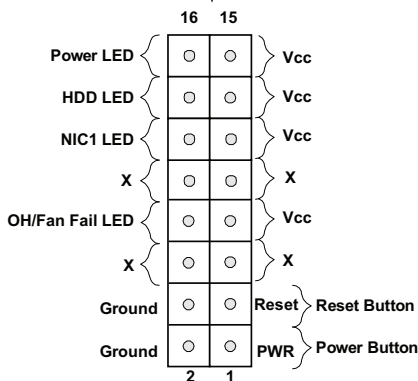 16 15
Power LED Vcc
HDD LED Vcc
NIC1 LED Vcc
X X
OH/Fan Fail LED Vcc
X X
Ground Reset Reset Button
Ground PWR Power Button
2 1